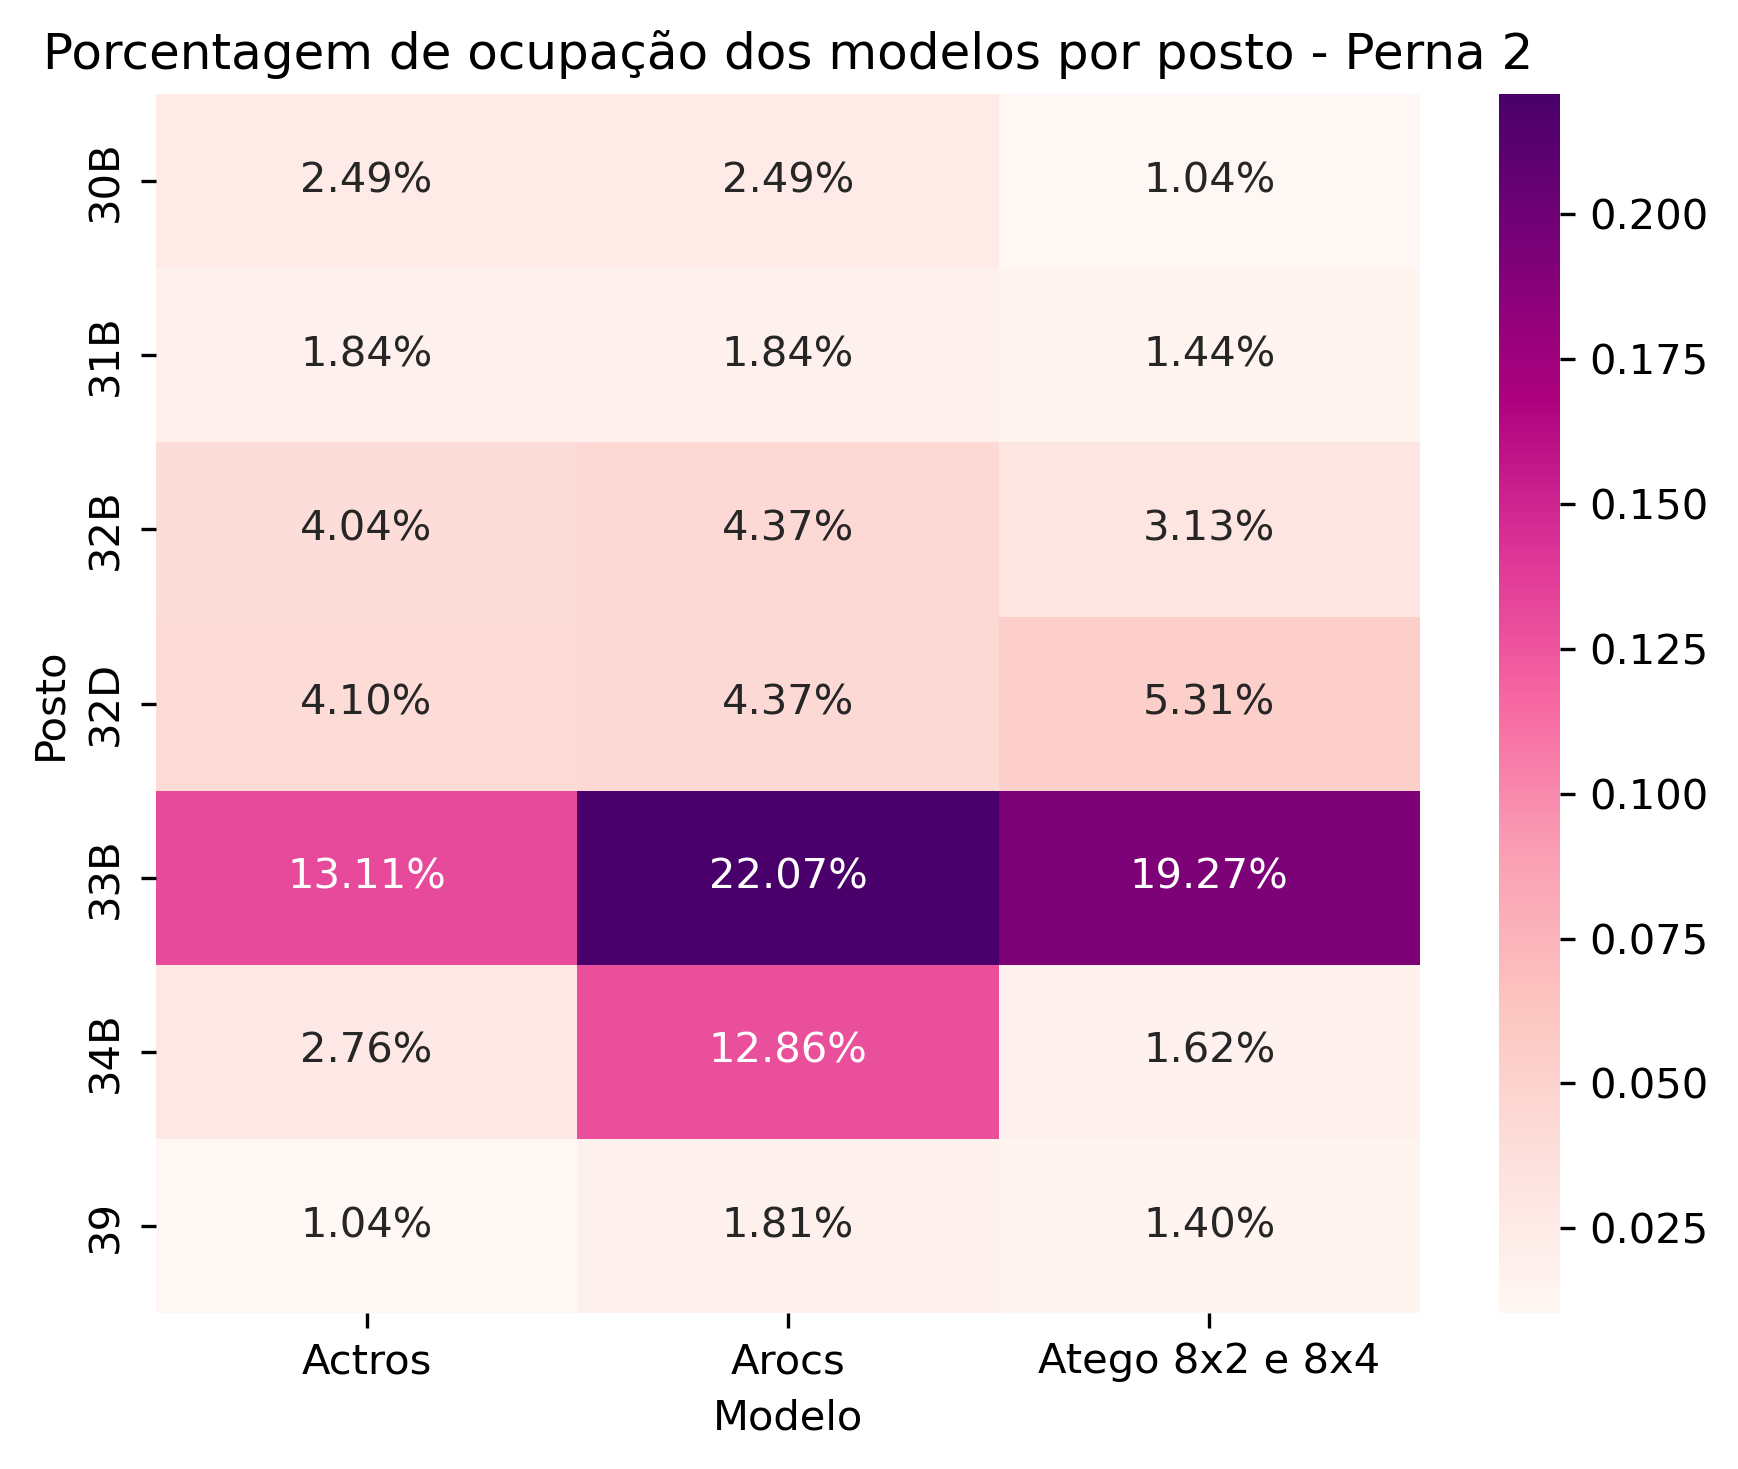 Porcentagem de ocupação dos modelos por posto - Perna 2
Posto
30B 2.49% 2.49% 1.04%
31B 1.84% 1.84% 1.44%
32B 4.04% 4.37% 3.13%
32D 4.10% 4.37% 5.31%
33B 13.11% 22.07% 19.27%
34B 2.76% 12.86% 1.62%
39 1.04% 1.81% 1.40%
Actros Arocs Atego 8x2 e 8x4
Modelo
0.200
0.175
0.150
0.125
0.100
0.075
0.050
0.025